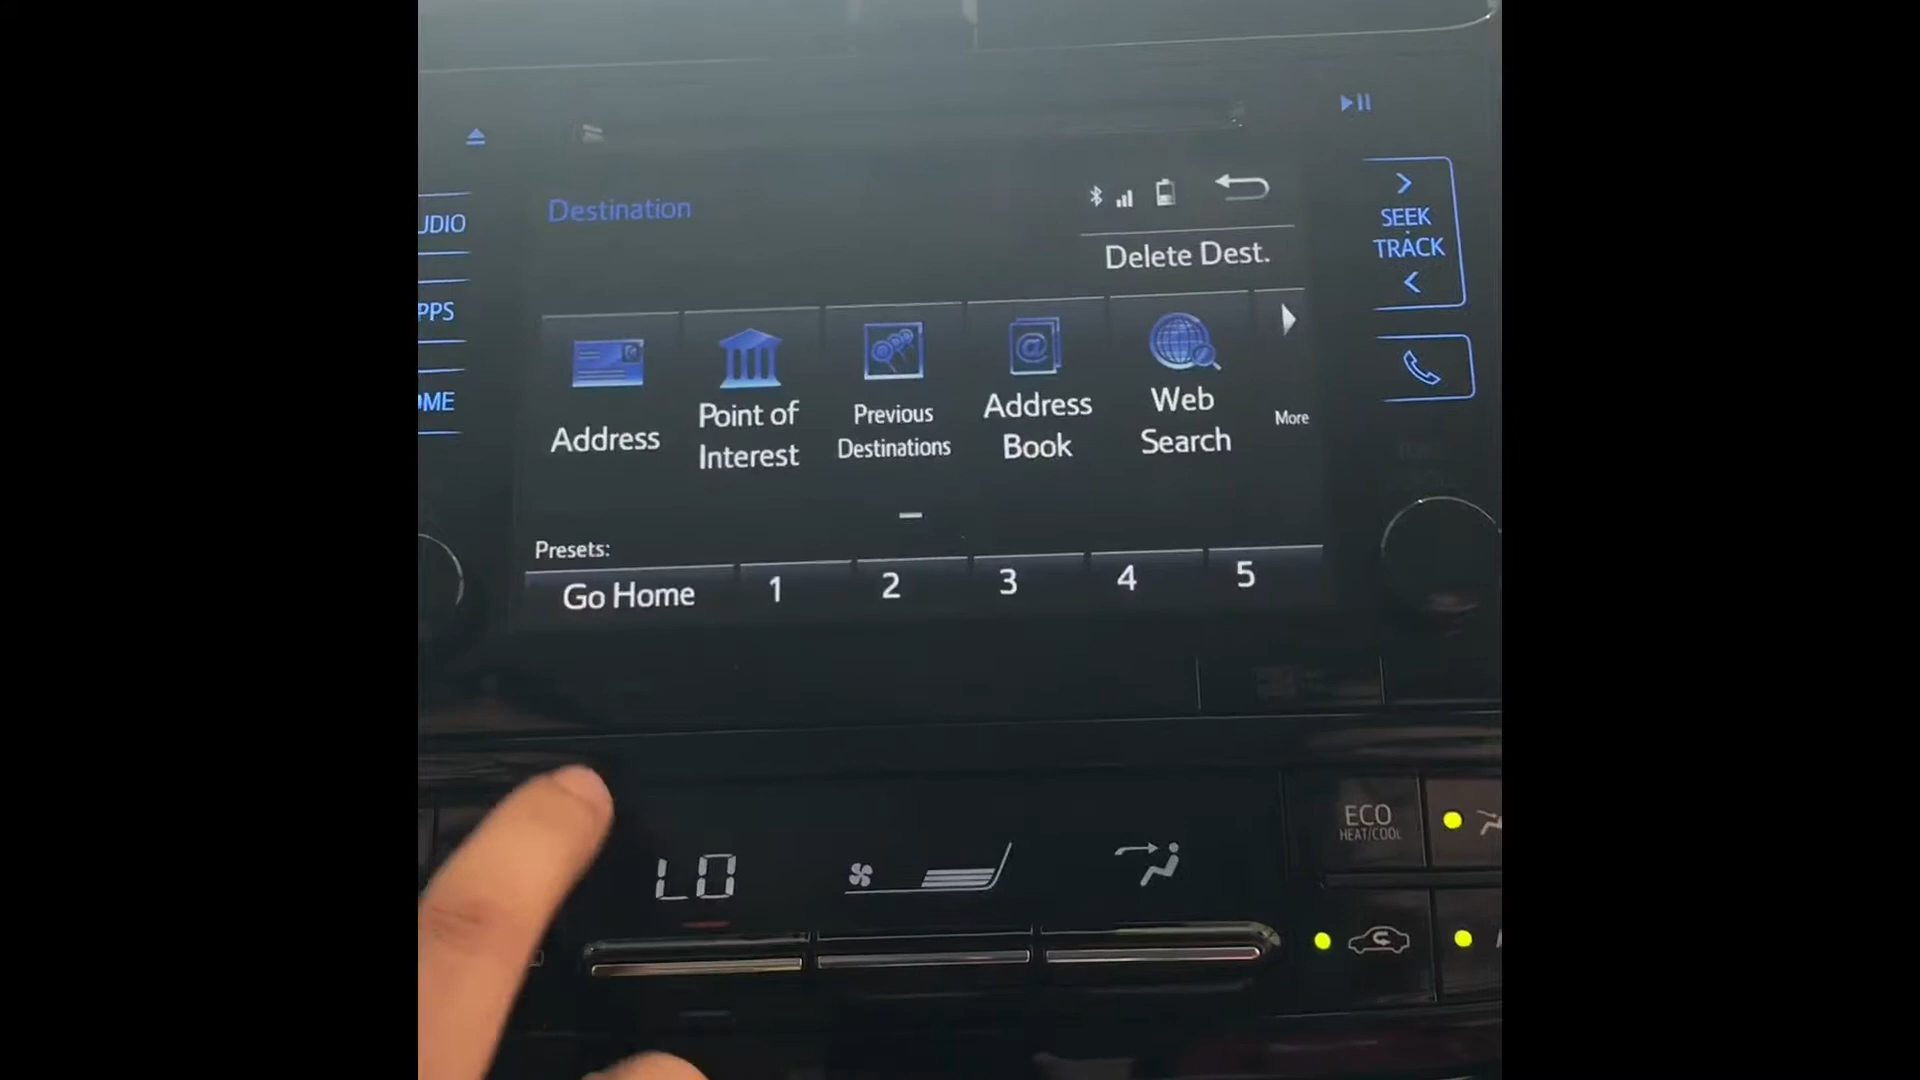 UDIO
PPS
OME
Destination
Delete Dest.
SEEK
TRACK
Address
Point of
Interest
Previous
Destinations
Address
Book
Web
Search
More
Presets:
Go Home
1
2
3
4
5
LO
ECO
HEAT/COOL